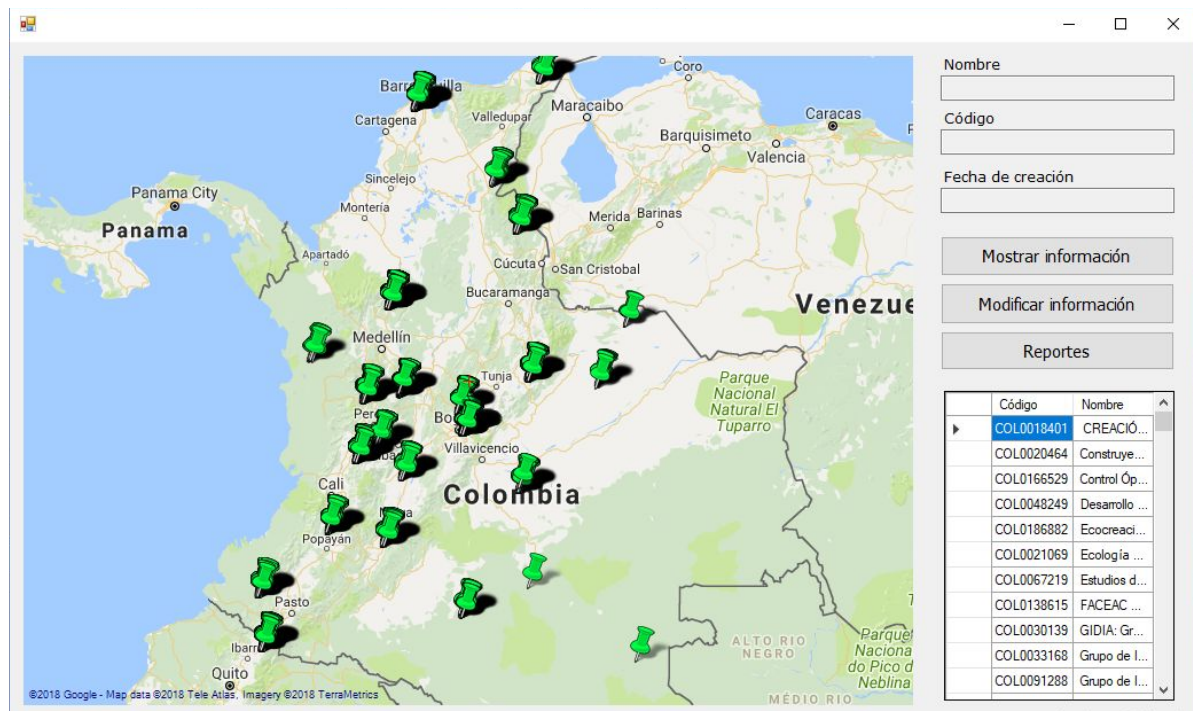 Coro
Maracaibo
Cartagena
Valledupar
Caracas
Barquisimeto
Valencia
Sincelejo
Panama City
Montería
Merida Barinas
Panama
Apartadó
Cúcuta
San Cristobal
Bucaramanga
Venezue
Medellín
Tunja
Parque
Nacional
Natural El
Tuparro
Villavicencio
Cali
Colombia
Popayán
Pasto
ALTO RIO
NEGRO
Parque
Naciona
do Pico d
Neblina
Ibarr
Quito
MÉDIO RIO
©2018 Google - Map data ©2018 Tele Atlas, Imagery ©2018 TerraMetrics
Nombre
Código
Fecha de creación
Mostrar información
Modificar información
Reportes
Código Nombre
COL0018401 CREACIÓ...
COL0020464 Construye...
COL0166529 Control Óp...
COL0048249 Desarrollo ...
COL0186882 Ecocreaci...
COL0021069 Ecología ...
COL0067219 Estudios d...
COL0138615 FACEAC ...
COL0030139 GIDIA: Gr...
COL0033168 Grupo de I...
COL0091288 Grupo de I...